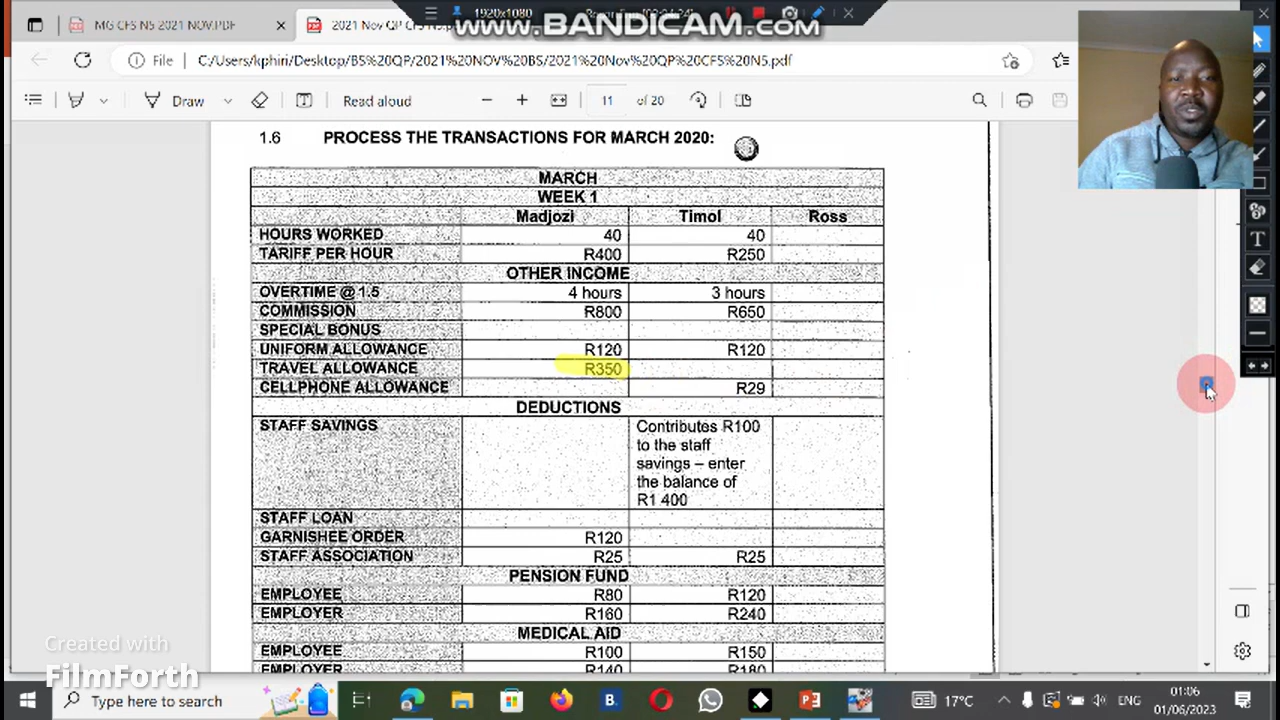 MG CFS N5 2021 NOV.PDF
2021 Nov QP CFS N5.p
1920x1080
www.BANDICAM.com
File C:/Users/kphiri/Desktop/B5%20QP/2021%20NOV%20BS/2021%20Nov%20QP%20CFS%20N5.pdf
Draw Read aloud 11 of 20
1.6 PROCESS THE TRANSACTIONS FOR MARCH 2020:
MARCH
WEEK 1
Madjozi Timol Ross
HOURS WORKED 40 40
TARIFF PER HOUR R400 R250
OTHER INCOME
OVERTIME @ 1.5 4 hours 3 hours
COMMISSION R800 R650
SPECIAL BONUS
UNIFORM ALLOWANCE R120 R120
TRAVEL ALLOWANCE R350
CELLPHONE ALLOWANCE R29
DEDUCTIONS
STAFF SAVINGS Contributes R100
to the staff
savings – enter
the balance of
R1 400
STAFF LOAN
GARNISHEE ORDER R120
STAFF ASSOCIATION R25 R25
PENSION FUND
EMPLOYEE R80 R120
EMPLOYER R160 R240
MEDICAL AID
EMPLOYEE R100 R150
EMPLOYER R140 R180
Created with
FilmForth
Type here to search
17°C
ENG
01:06
01/06/2023